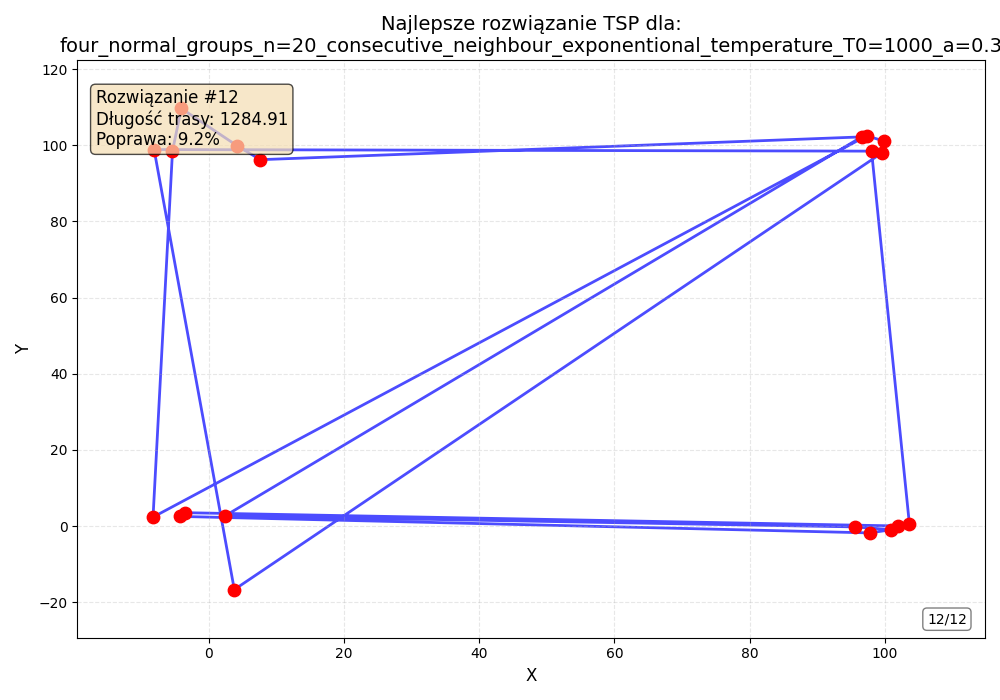 Najlepsze rozwiązanie TSP dla:
four_normal_groups_n=20_consecutive_neighbour_exponentional_temperature_T0=1000_a=0.3
Rozwiązanie #12
Długość trasy: 1284.91
Poprawa: 9.2%
120
100
80
60
40
20
0
−20
Y
12/12
0 20 40 60 80 100
X